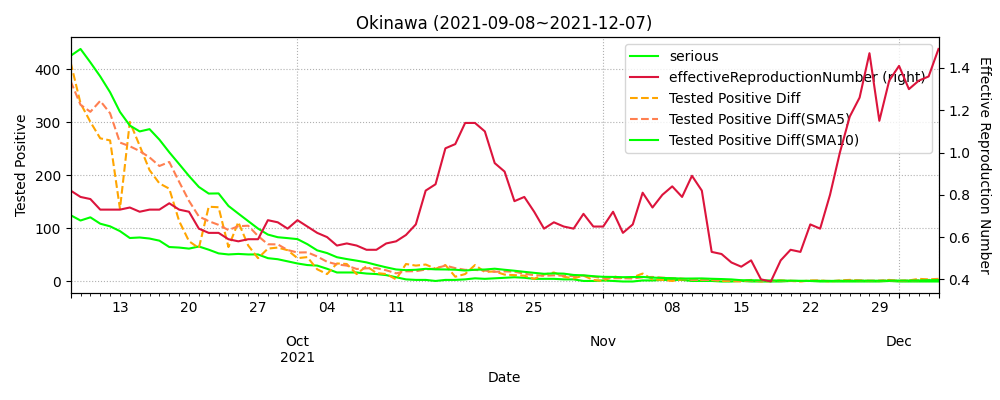 Okinawa (2021-09-08~2021-12-07)
serious
effectiveReproductionNumber (right)
Tested Positive Diff
Tested Positive Diff(SMA5)
Tested Positive Diff(SMA10)
Tested Positive
400
300
200
100
0
1.4
1.2
1.0
0.8
0.6
0.4
Effective Reproduction Number
13 20 27 04 11 18 25 08 15 22 29
Oct Nov Dec
2021
Date